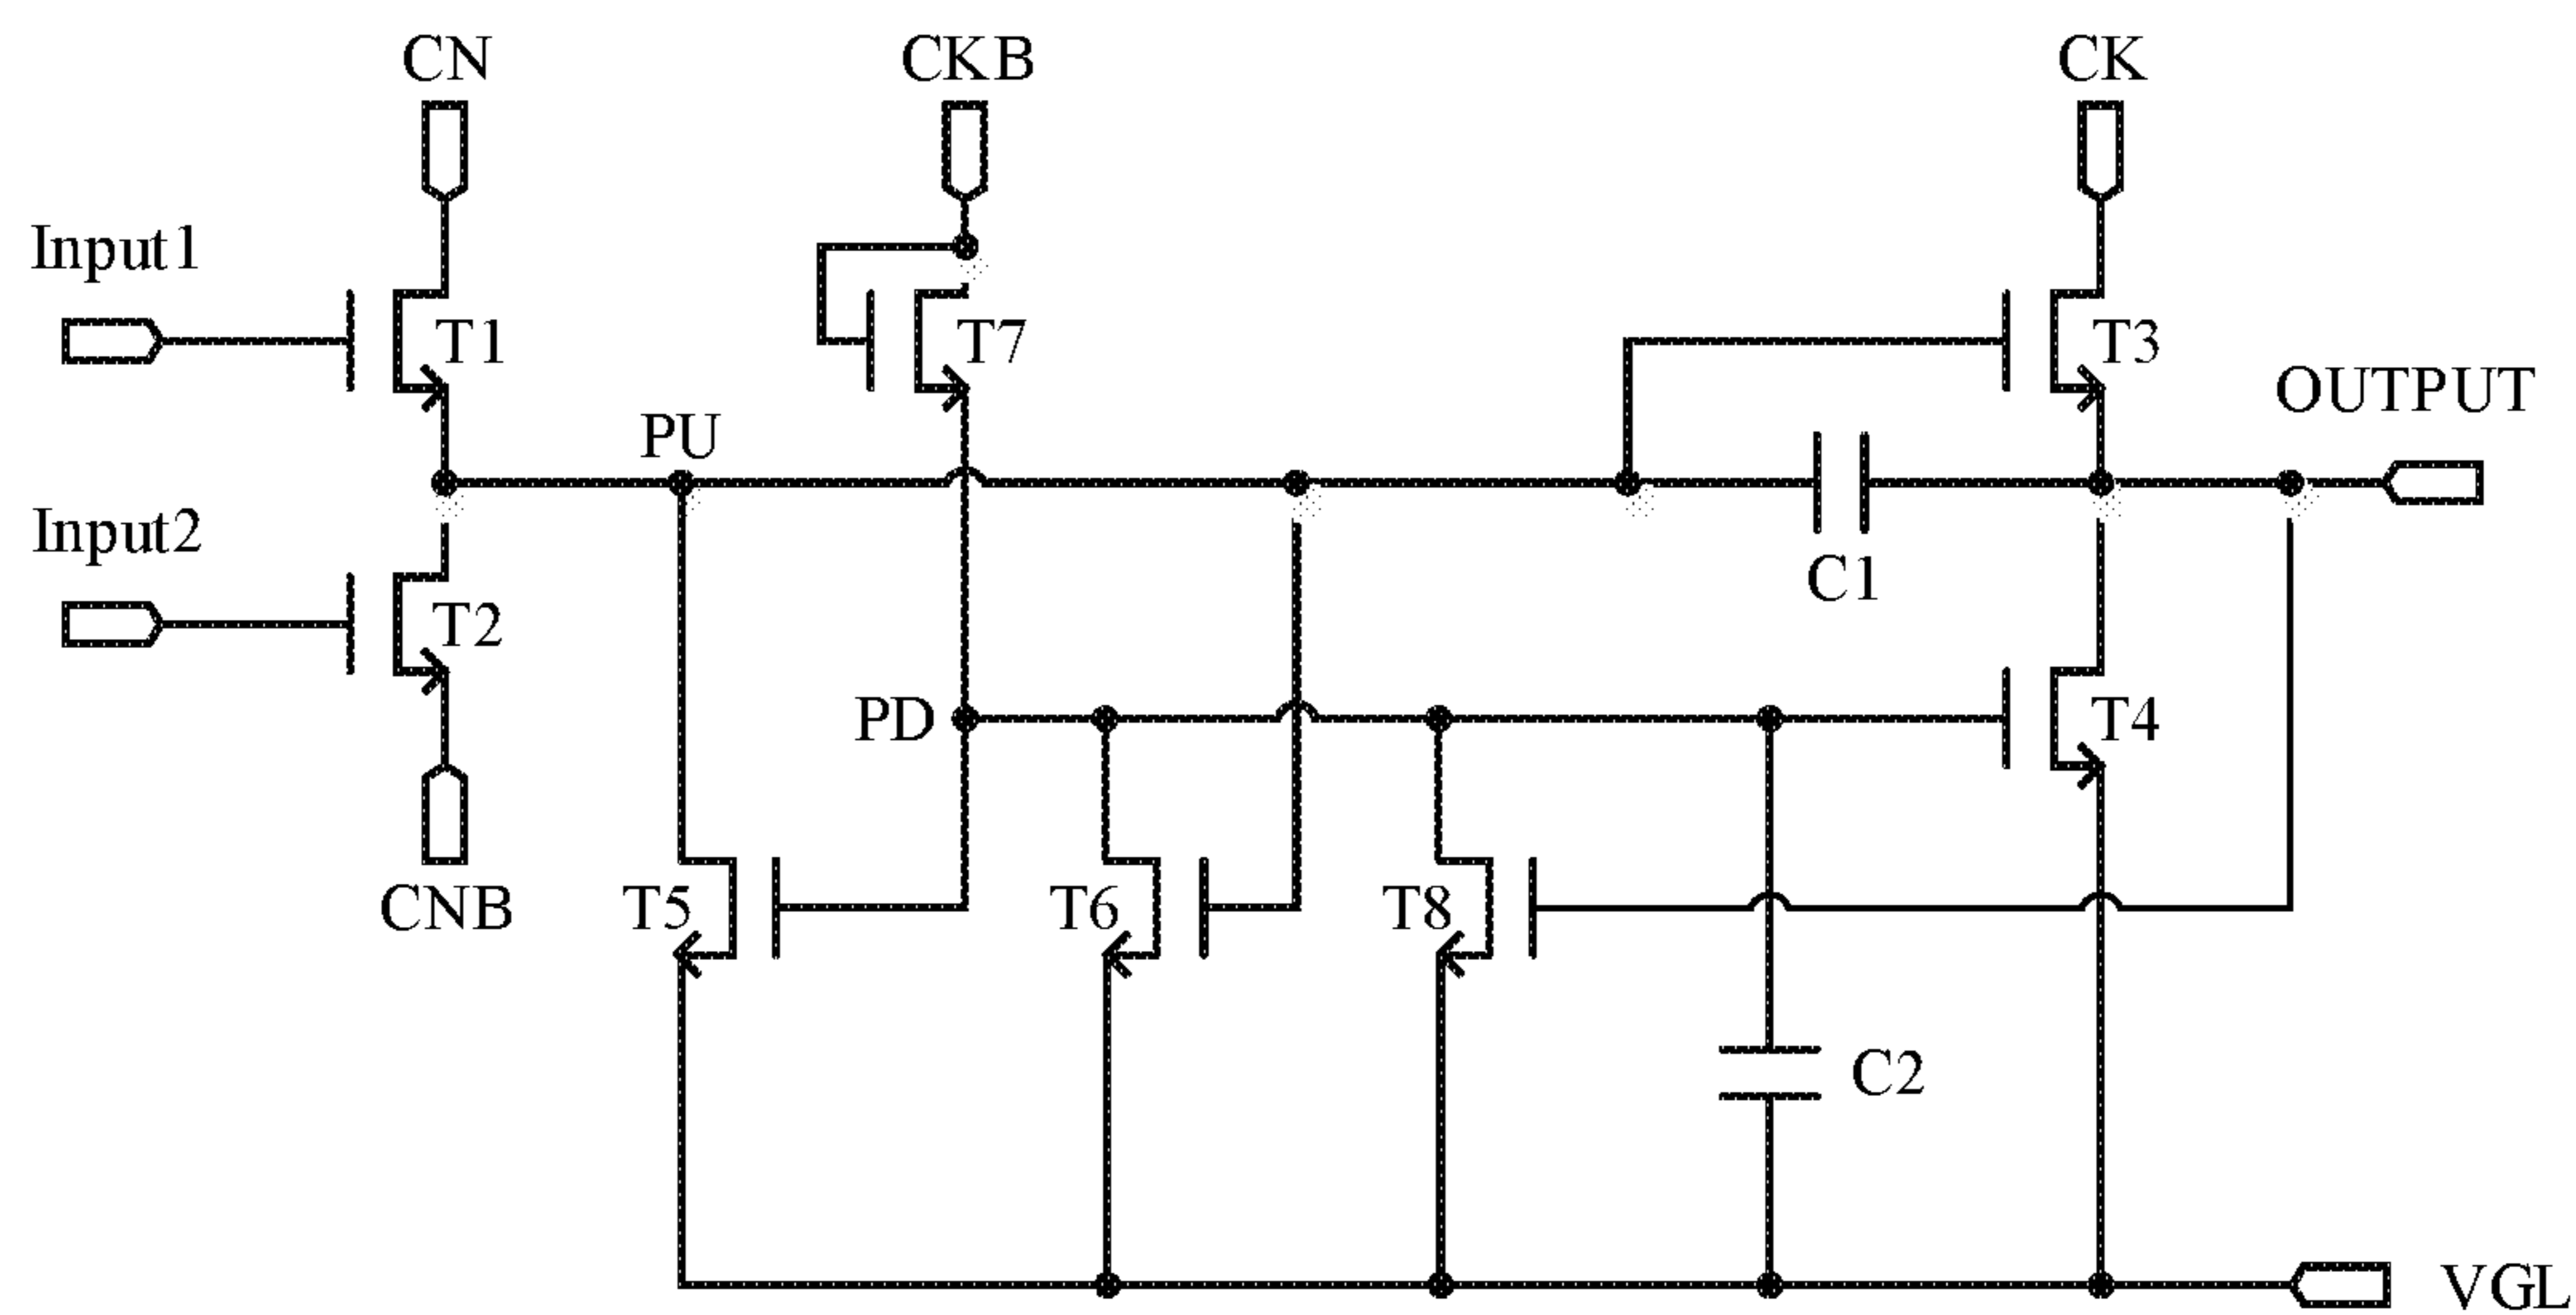 CN
CKB
CK
Input1
T1
T7
T3
OUTPUT
PU
Input2
T2
C1
PD
T4
CNB
T5
T6
T8
C2
VGL